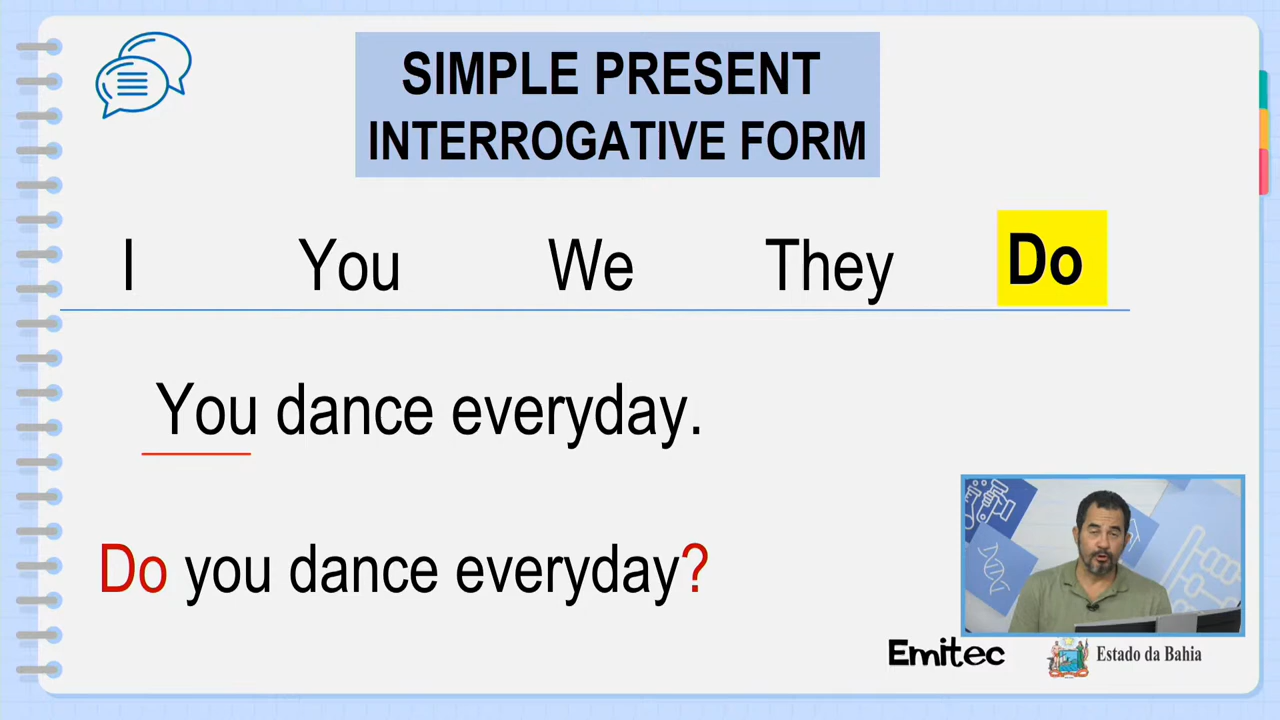 SIMPLE PRESENT
INTERROGATIVE FORM
I You We They Do
You dance everyday.
Do you dance everyday?
Emitec Estado da Bahia